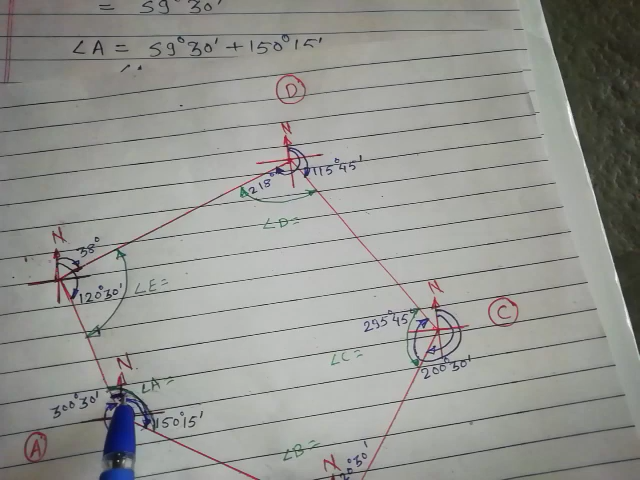 = 59°30'
∠A = 59°30' + 150°15'
D
N
218°
115°45'
∠D=
N
38°
120°30'
∠E=
N
295°45'
C
∠C=
200°30'
N
∠A=
300°30'
150°15'
A
∠B=
N